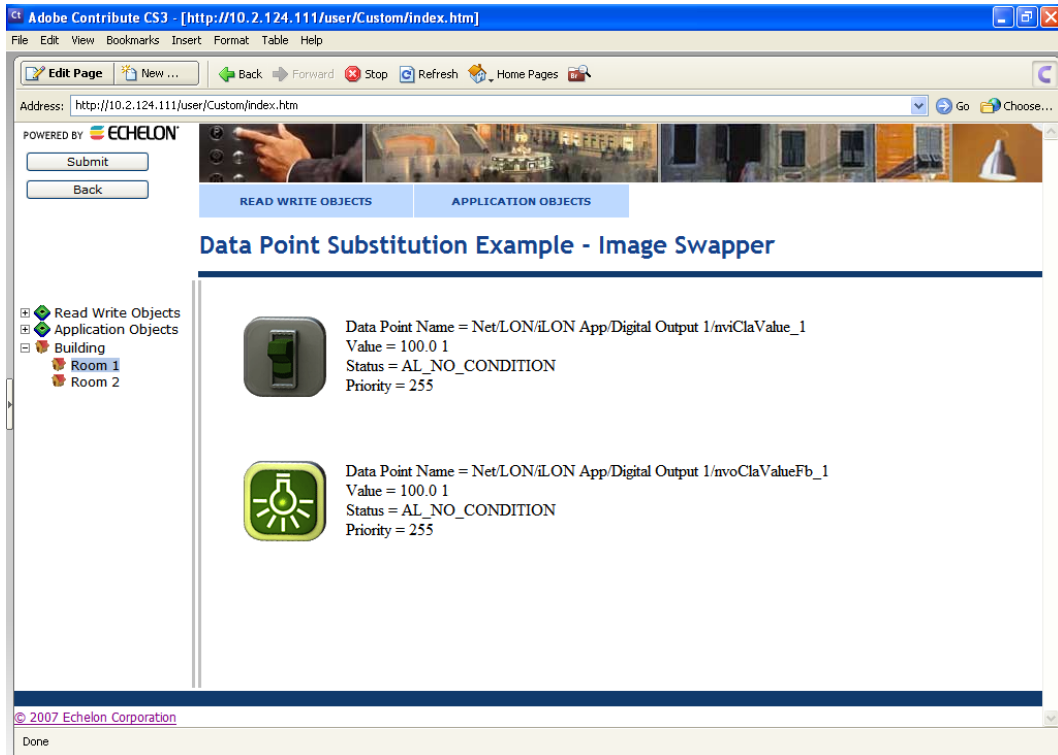 Adobe Contribute CS3 - [http://10.2.124.111/user/Custom/index.htm]
File Edit View Bookmarks Insert Format Table Help
Edit Page New ... Back Forward Stop Refresh Home Pages
Address: http://10.2.124.111/user/Custom/index.htm Go Choose...
POWERED BY ECHELON
Submit
Back
READ WRITE OBJECTS APPLICATION OBJECTS
Data Point Substitution Example - Image Swapper
Read Write Objects
Application Objects
Building
Room 1
Room 2
Data Point Name = Net/LON/iLON App/Digital Output 1/nviClaValue_1
Value = 100.0 1
Status = AL_NO_CONDITION
Priority = 255
Data Point Name = Net/LON/iLON App/Digital Output 1/nvoClaValueFb_1
Value = 100.0 1
Status = AL_NO_CONDITION
Priority = 255
© 2007 Echelon Corporation
Done